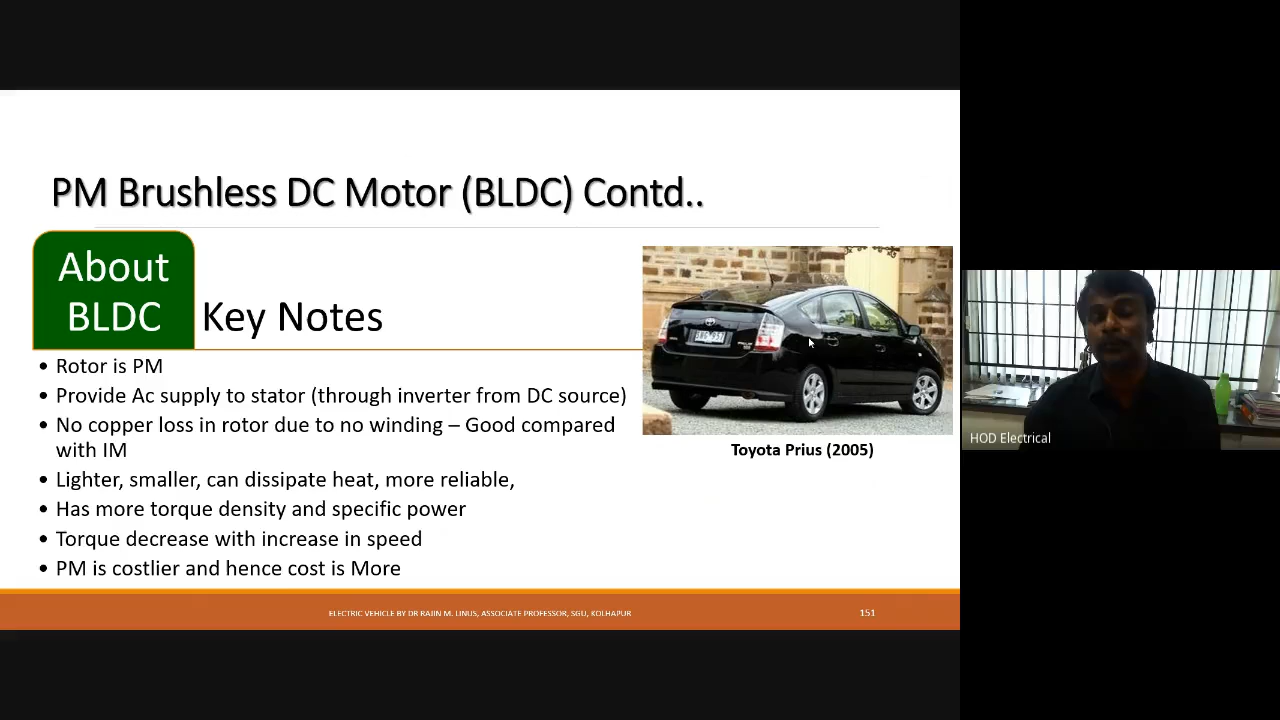 PM Brushless DC Motor (BLDC) Contd..
About
BLDC
Key Notes
• Rotor is PM
• Provide Ac supply to stator (through inverter from DC source)
• No copper loss in rotor due to no winding – Good compared
with IM
• Lighter, smaller, can dissipate heat, more reliable,
• Has more torque density and specific power
• Torque decrease with increase in speed
• PM is costlier and hence cost is More
Toyota Prius (2005)
HOD Electrical
ELECTRIC VEHICLE BY DR RAJIN M. LINUS, ASSOCIATE PROFESSOR, SGU, KOLHAPUR
151